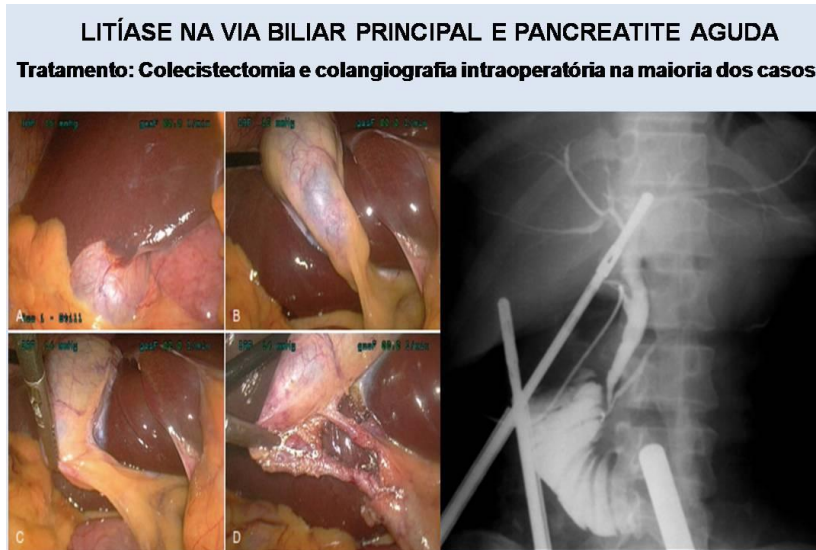 LITÍASE NA VIA BILIAR PRINCIPAL E PANCREATITE AGUDA
Tratamento: Colecistectomia e colangiografia intraoperatória na maioria dos casos
A
B
C
D